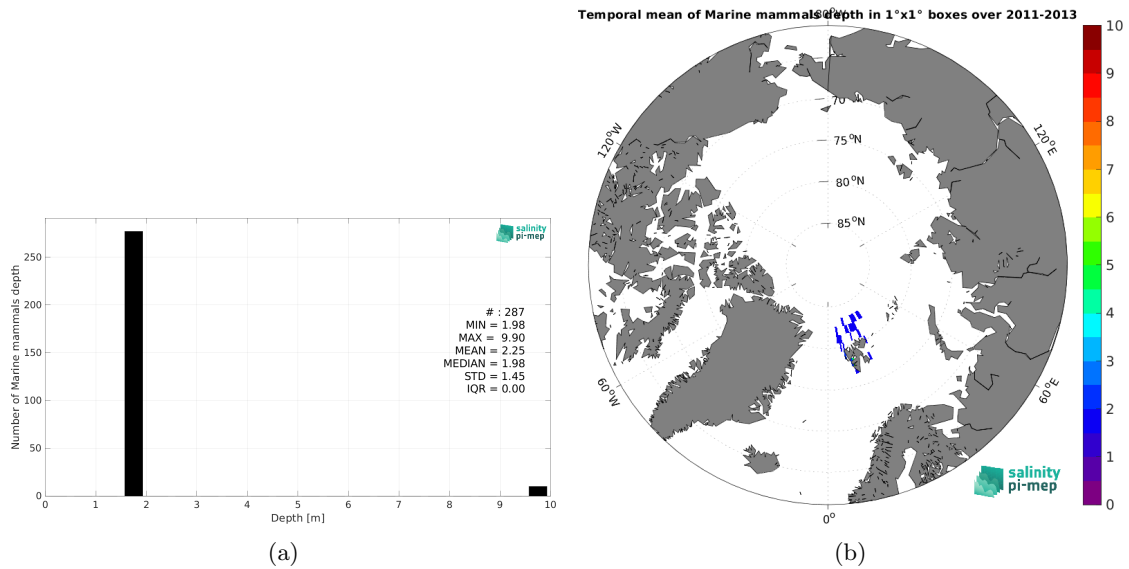 Number of Marine mammals depth
250
200
150
100
50
0
0 1 2 3 4 5 6 7 8 9 10
Depth [m]
salinity
pi-mep
# : 287
MIN = 1.98
MAX = 9.90
MEAN = 2.25
MEDIAN = 1.98
STD = 1.45
IQR = 0.00
(a)
Temporal mean of Marine mammals depth in 1°x1° boxes over 2011-2013
180°W
120°W
120°E
70°N
75°N
80°N
85°N
60°W
60°E
0°
salinity
pi-mep
10
9
8
7
6
5
4
3
2
1
0
(b)